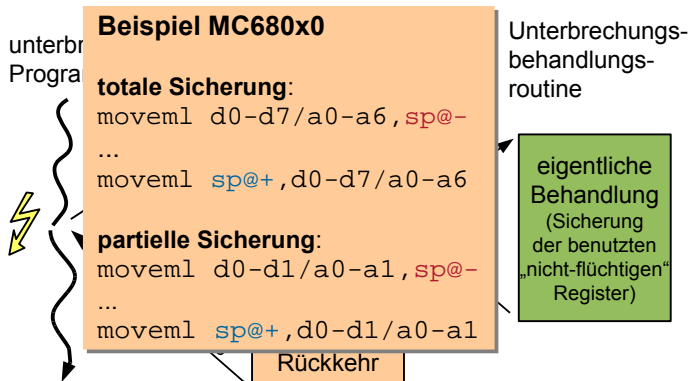 unterbr
Program
Beispiel MC680x0
totale Sicherung:
moveml d0-d7/a0-a6,sp@-
...
moveml sp@+,d0-d7/a0-a6
partielle Sicherung:
moveml d0-d1/a0-a1,sp@-
...
moveml sp@+,d0-d1/a0-a1
Rückkehr
Unterbrechungs-
behandlungs-
routine
eigentliche
Behandlung
(Sicherung
der benutzten
„nicht-flüchtigen“
Register)